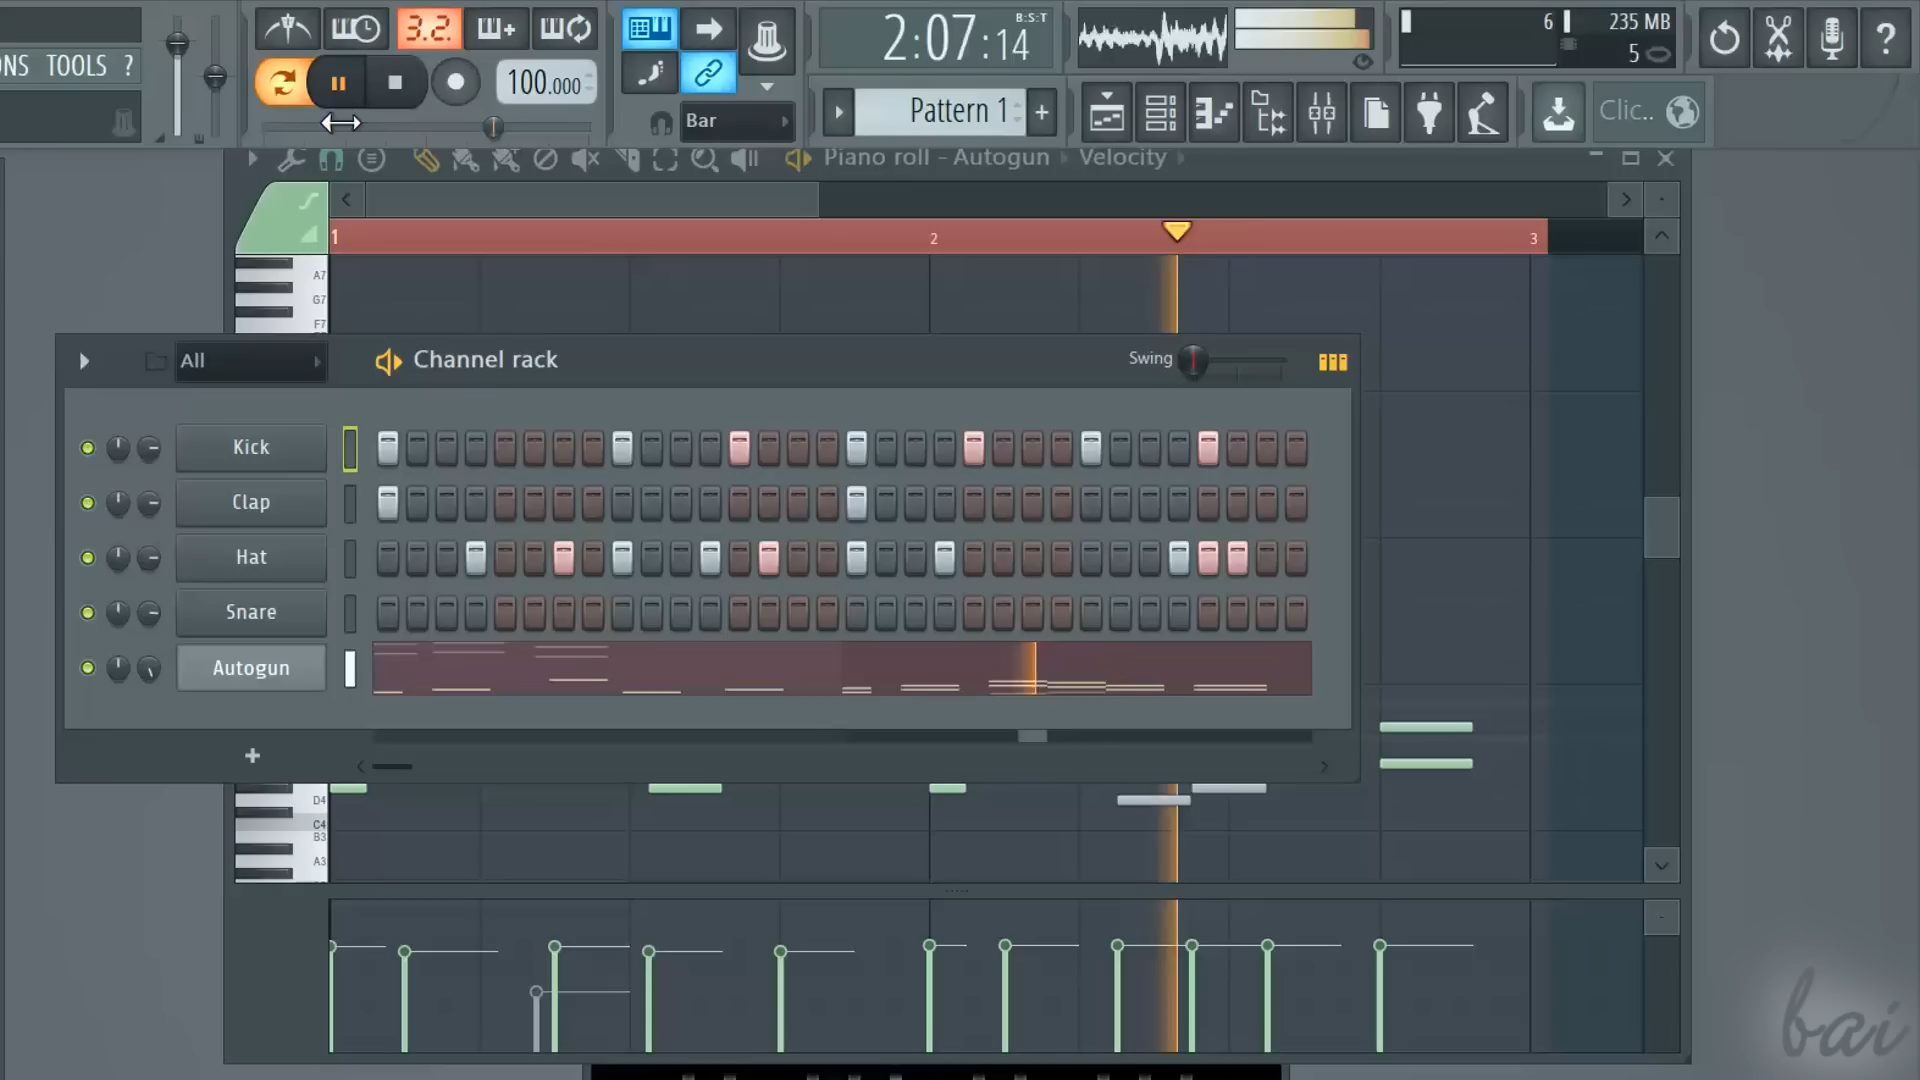 NS TOOLS ?
3.2.
100.000
Bar
2:07:14
B:S:T
Pattern 1
+
6
235 MB
5
?
Clic..
Piano roll - Autogun
Velocity
1
2
3
A7
G7
F7
All
Channel rack
Swing
Kick
Clap
Hat
Snare
Autogun
+
D4
C4
B3
A3
bai